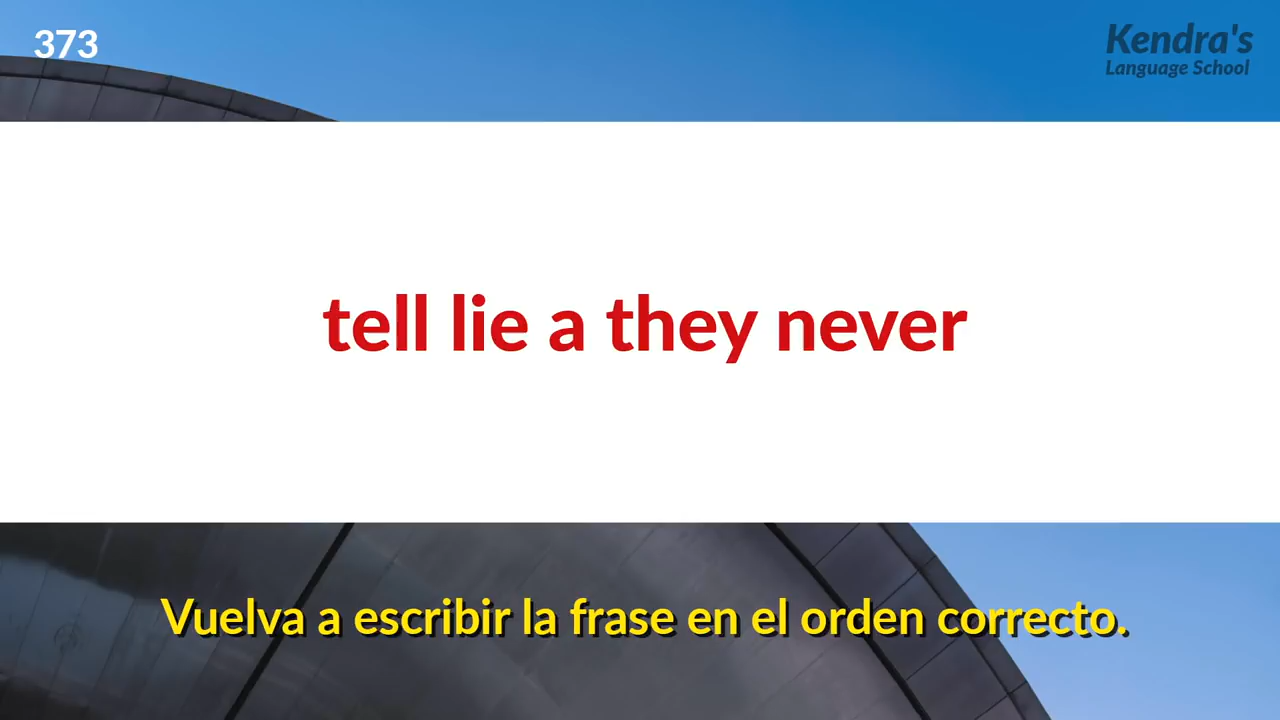 373
Kendra's
Language School
tell lie a they never
Vuelva a escribir la frase en el orden correcto.